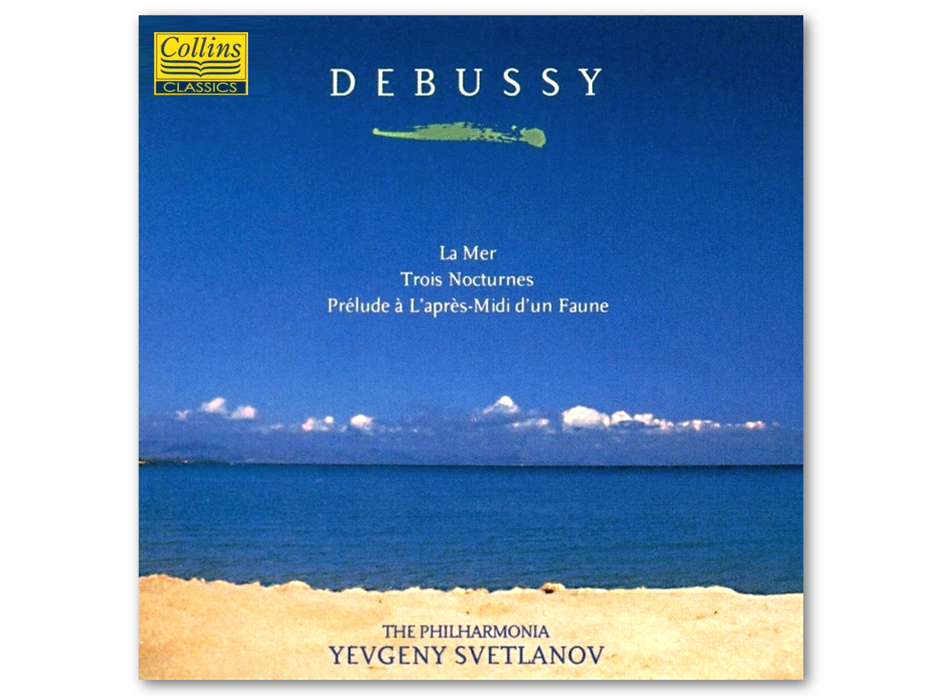 Collins
CLASSICS
DEBUSSY
La Mer
Trois Nocturnes
Prélude à L'après-Midi d'un Faune
THE PHILHARMONIA
YEVGENY SVETLANOV